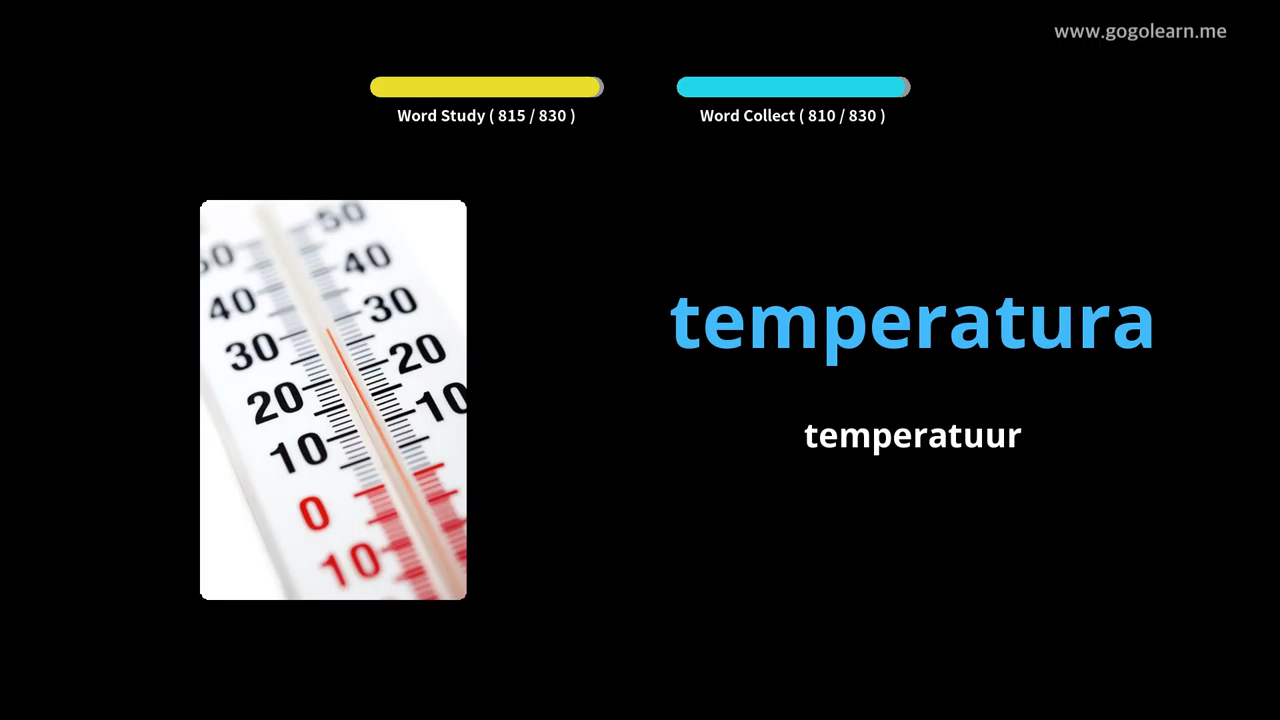 www.gogolearn.me
Word Study ( 815 / 830 )
Word Collect ( 810 / 830 )
50
50
40
40
30
30
20
20
10
10
0
10
temperatura
temperatuur